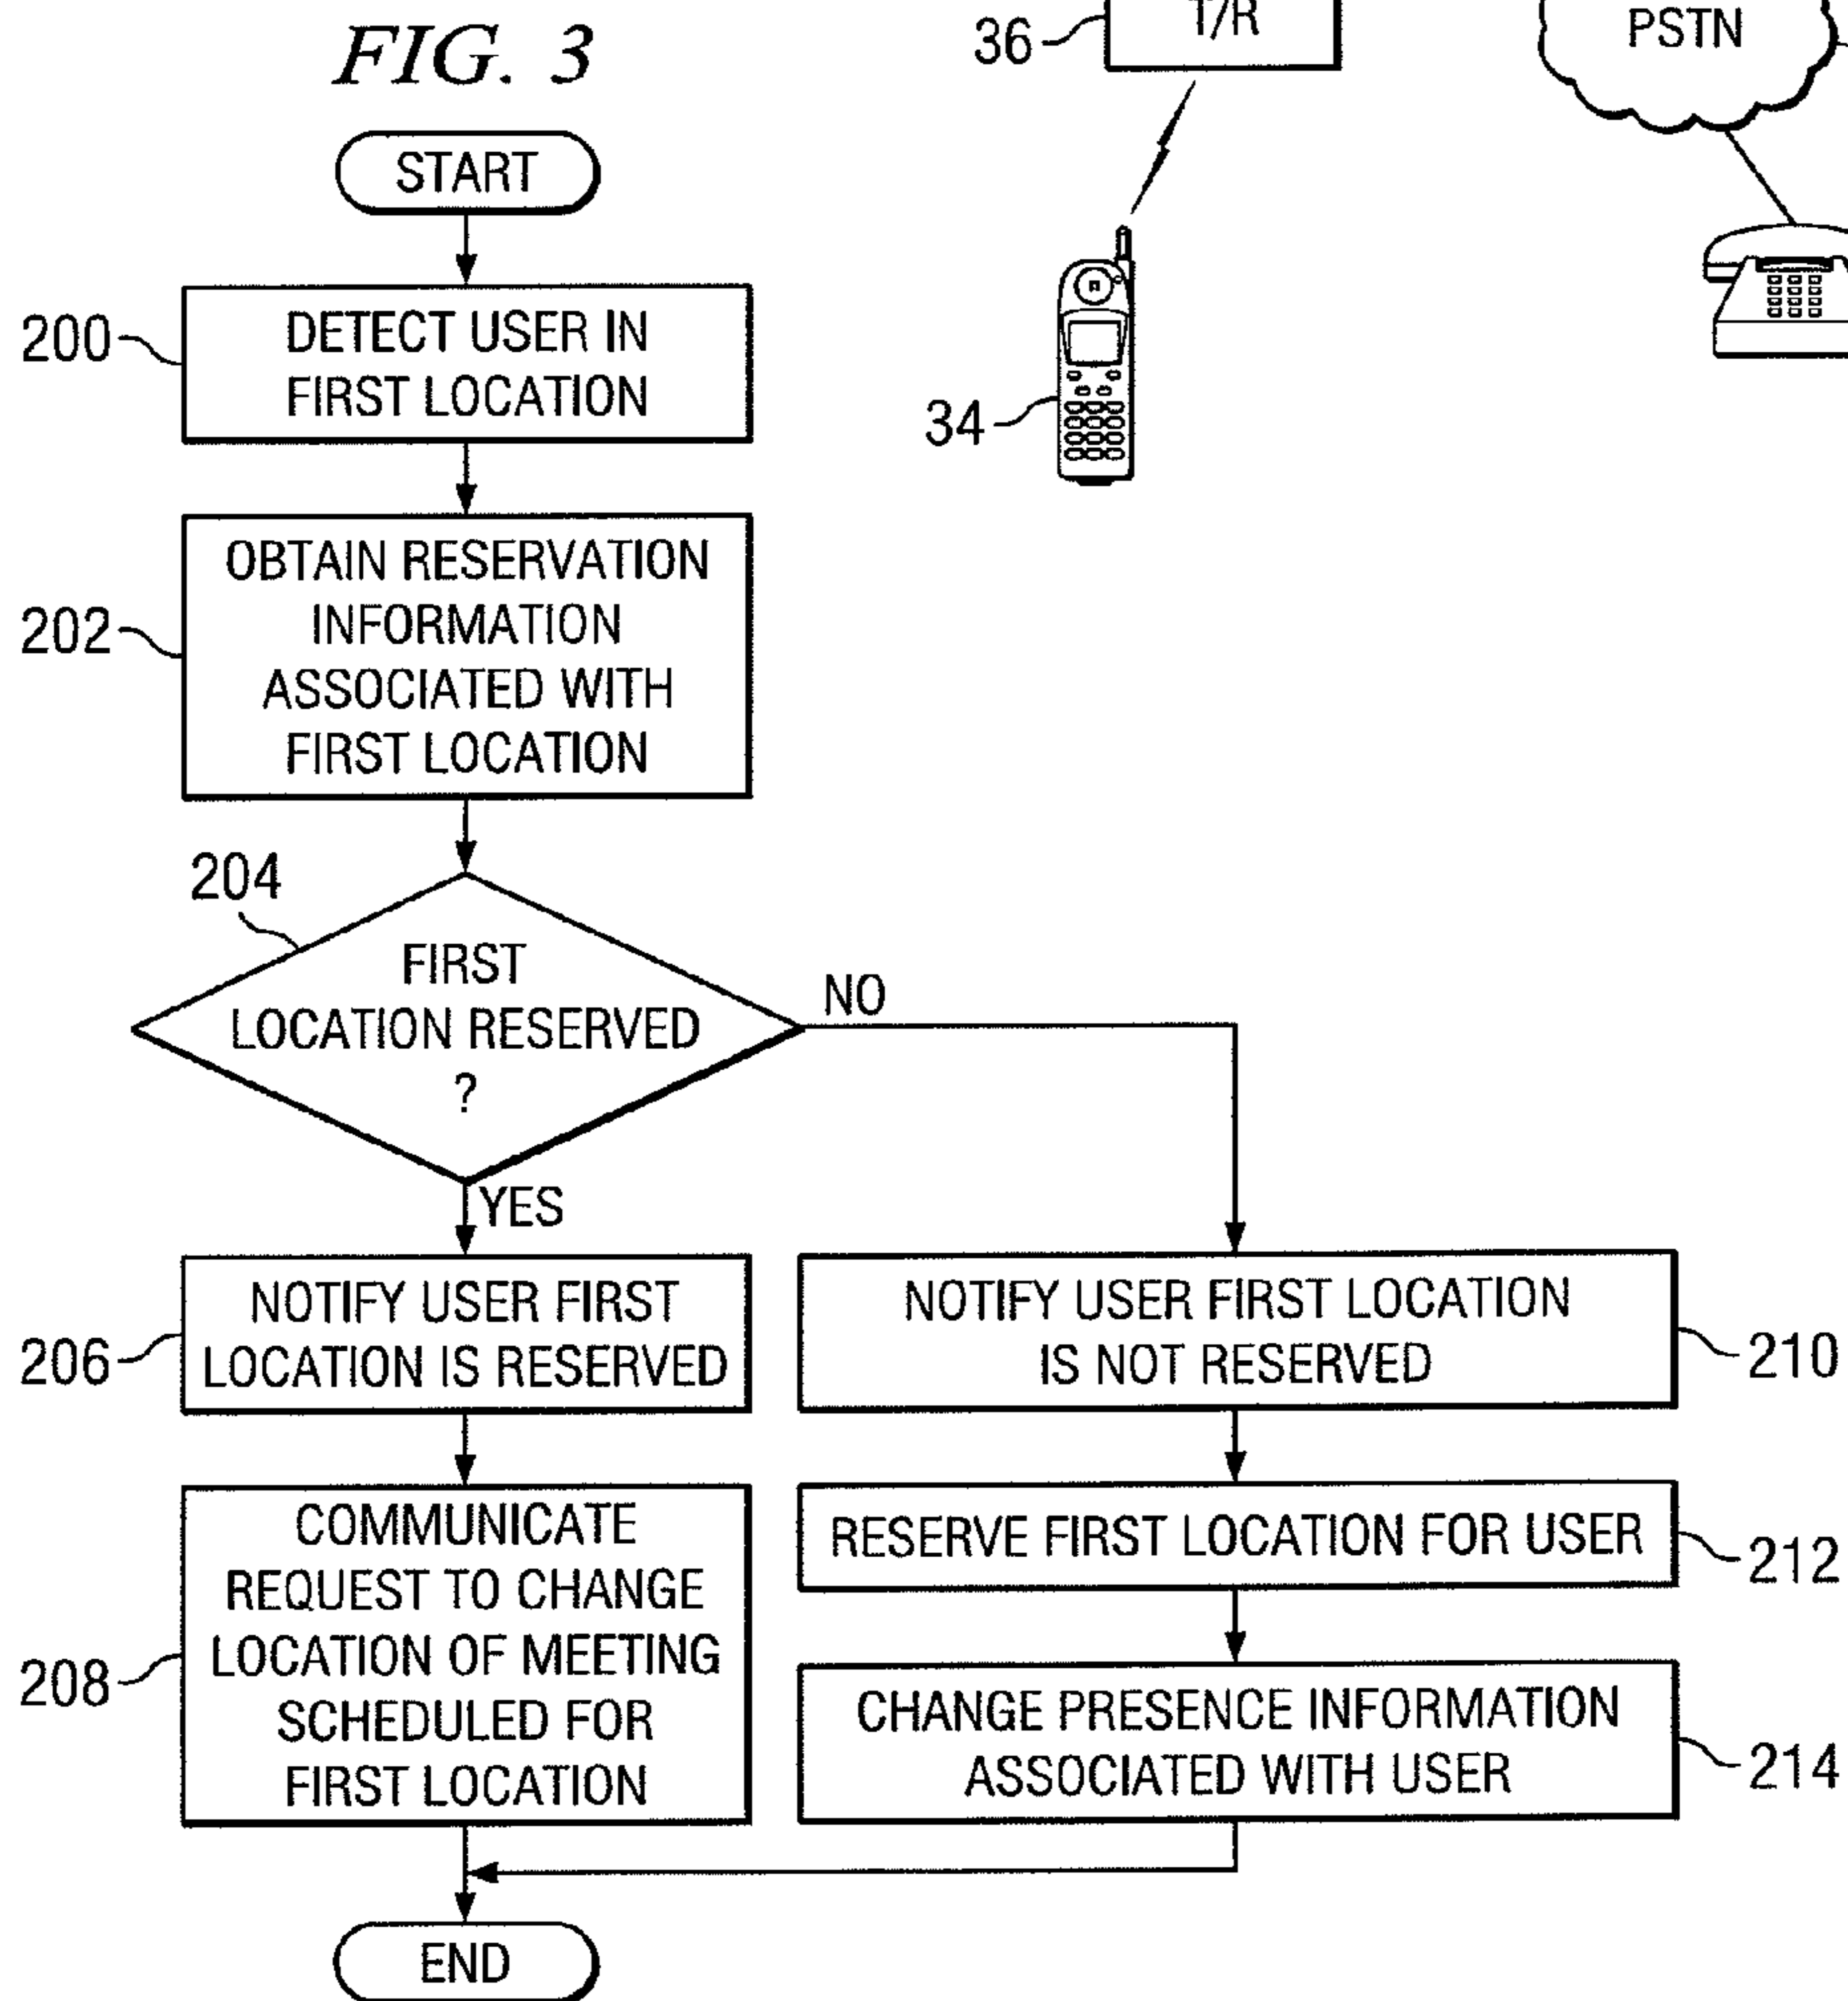 FIG. 3
36
T/R
PSTN
START
200
DETECT USER IN
FIRST LOCATION
34
202
OBTAIN RESERVATION
INFORMATION
ASSOCIATED WITH
FIRST LOCATION
204
FIRST
LOCATION RESERVED
?
NO
YES
206
NOTIFY USER FIRST
LOCATION IS RESERVED
NOTIFY USER FIRST LOCATION
IS NOT RESERVED
210
208
COMMUNICATE
REQUEST TO CHANGE
LOCATION OF MEETING
SCHEDULED FOR
FIRST LOCATION
RESERVE FIRST LOCATION FOR USER
212
CHANGE PRESENCE INFORMATION
ASSOCIATED WITH USER
214
END